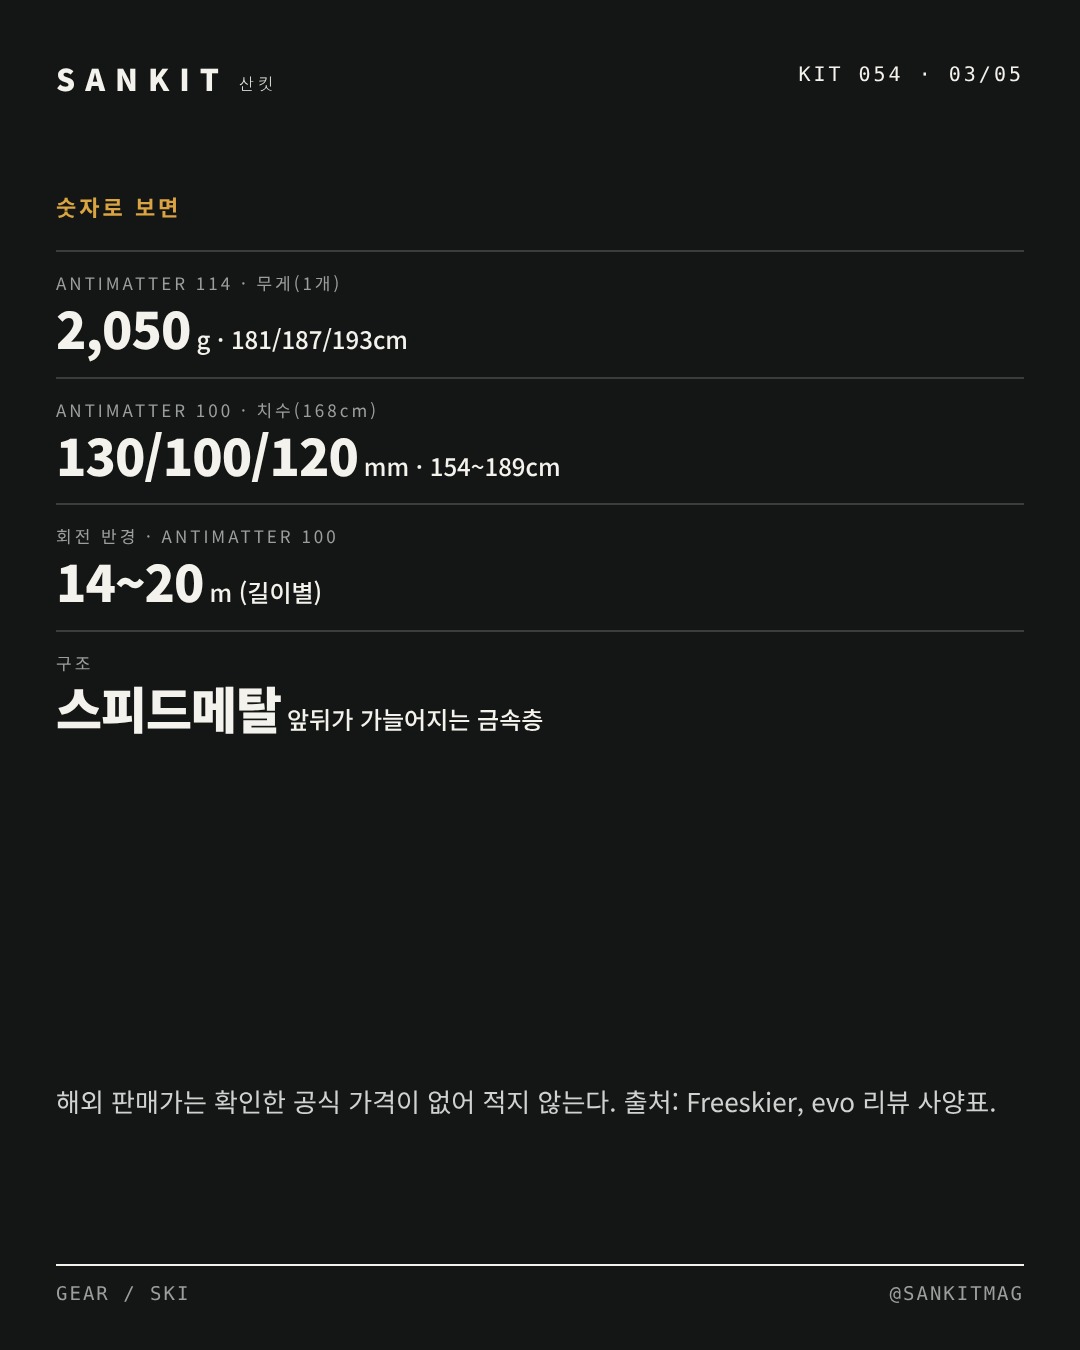 SANKIT 산킷
KIT 054 · 03/05
숫자로 보면
ANTIMATTER 114 · 무게(1개)
2,050 g · 181/187/193cm
ANTIMATTER 100 · 치수(168cm)
130/100/120 mm · 154~189cm
회전 반경 · ANTIMATTER 100
14~20 m (길이별)
구조
스피드메탈 앞뒤가 가늘어지는 금속층
해외 판매가는 확인한 공식 가격이 없어 적지 않는다. 출처: Freeskier, evo 리뷰 사양표.
GEAR / SKI
@SANKITMAG